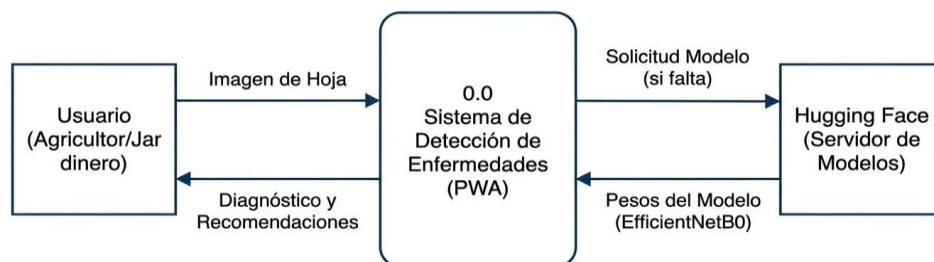 Usuario
(Agricultor/Jar
dinero)
Imagen de Hoja
Diagnóstico y
Recomendaciones
0.0
Sistema de
Detección de
Enfermedades
(PWA)
Solicitud Modelo
(si falta)
Pesos del Modelo
(EfficientNetB0)
Hugging Face
(Servidor de
Modelos)